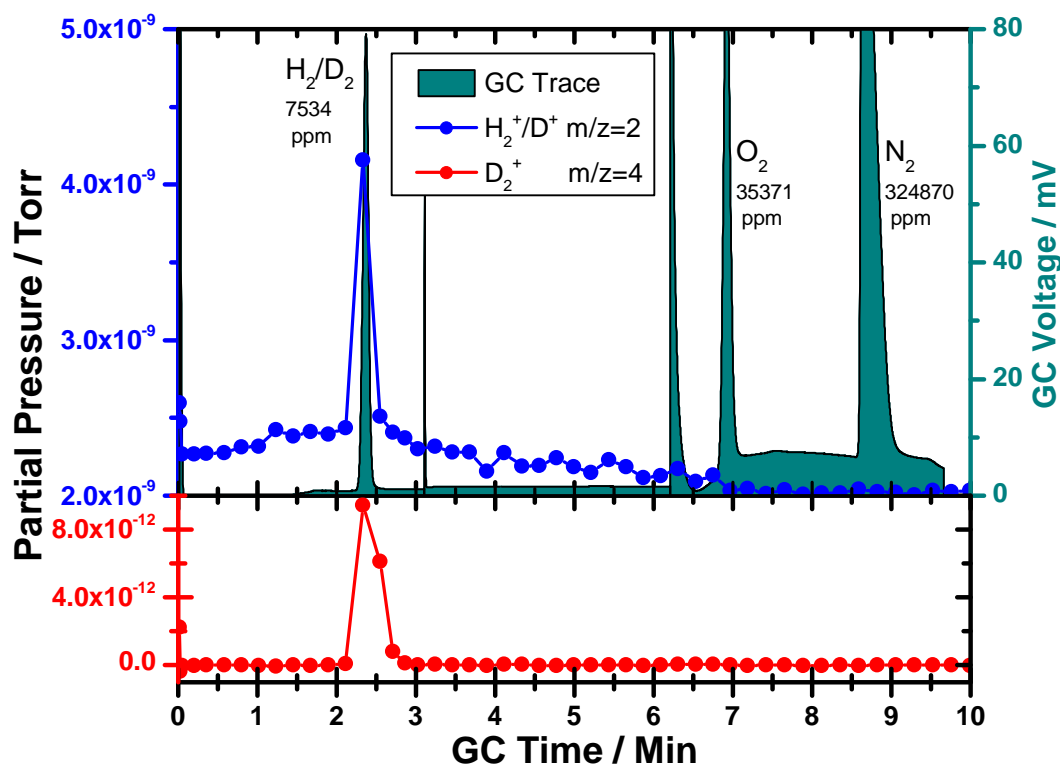 5.0x10⁻⁹
4.0x10⁻⁹
3.0x10⁻⁹
2.0x10⁻⁹
8.0x10⁻¹²
4.0x10⁻¹²
0.0
Partial Pressure / Torr
H₂/D₂
7534
ppm
GC Trace
H₂⁺/D⁺ m/z=2
D₂⁺ m/z=4
O₂
35371
ppm
N₂
324870
ppm
80
60
40
20
0
GC Voltage / mV
0 1 2 3 4 5 6 7 8 9 10
GC Time / Min